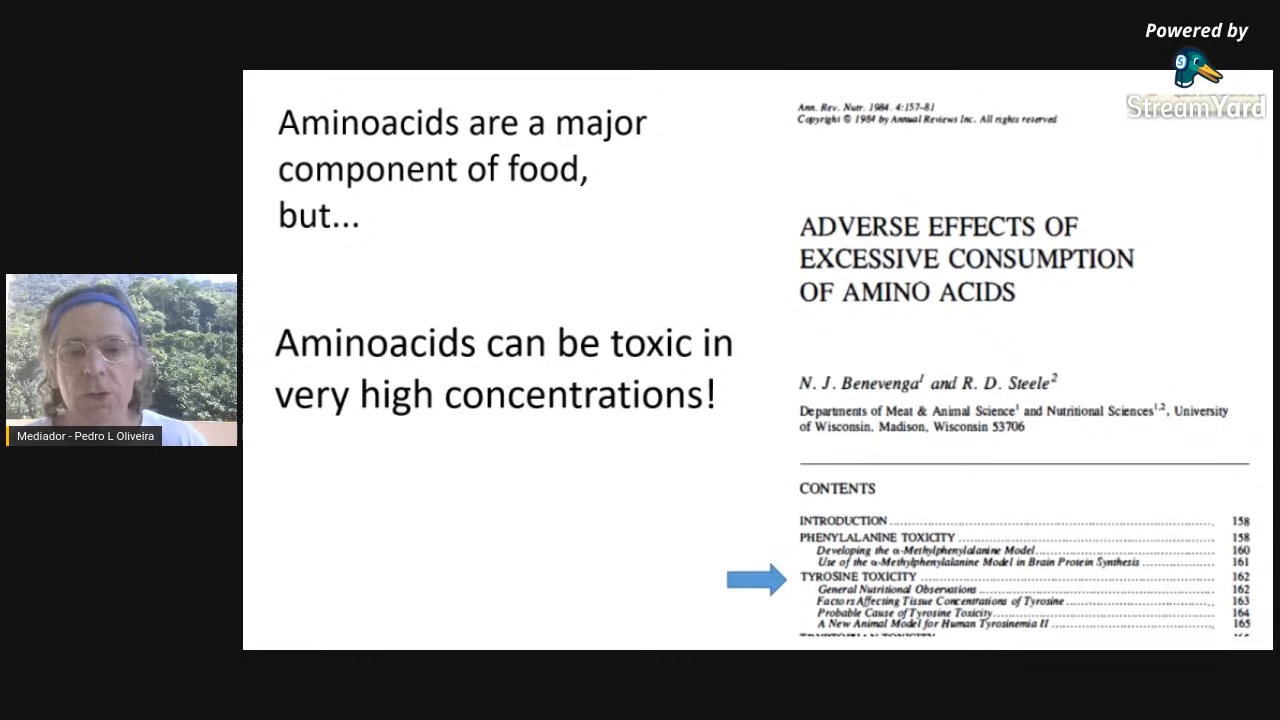 Powered by
StreamYard
Aminoacids are a major
component of food,
but...
Aminoacids can be toxic in
very high concentrations!
Ann. Rev. Nutr. 1984. 4:157-81
Copyright © 1984 by Annual Reviews Inc. All rights reserved
ADVERSE EFFECTS OF
EXCESSIVE CONSUMPTION
OF AMINO ACIDS
N. J. Benevenga¹ and R. D. Steele²
Departments of Meat & Animal Science¹ and Nutritional Sciences¹,², University
of Wisconsin, Madison, Wisconsin 53706
CONTENTS
INTRODUCTION 158
PHENYLALANINE TOXICITY 158
Developing the α-Methylphenylalanine Model 160
Use of the α-Methylphenylalanine Model in Brain Protein Synthesis 161
TYROSINE TOXICITY 162
General Nutritional Observations 162
Factors Affecting Tissue Concentrations of Tyrosine 163
Probable Cause of Tyrosine Toxicity 164
A New Animal Model for Human Tyrosinemia II 165
Mediador - Pedro L Oliveira